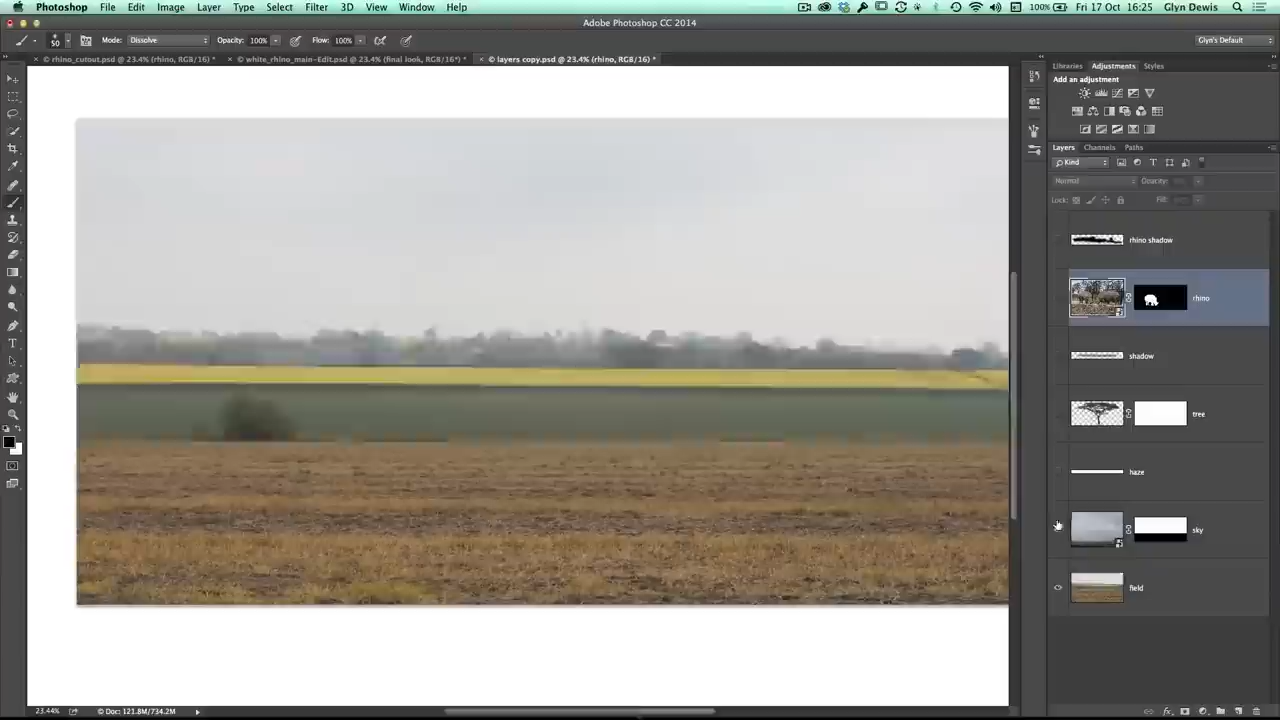 Photoshop File Edit Image Layer Type Select Filter 3D View Window Help 100% Fri 17 Oct 16:25 Glyn Dewis
Adobe Photoshop CC 2014
50 Mode: Dissolve Opacity: 100% Flow: 100% Glyn's Default
× © rhino_cutout.psd @ 23.4% (rhino, RGB/16) * × © white_rhino_main-Edit.psd @ 23.4% (final look, RGB/16*) * × © layers copy.psd @ 23.4% (rhino, RGB/16) *
Libraries Adjustments Styles
Add an adjustment
Layers Channels Paths
Kind
Normal Opacity:
Lock: Fill:
rhino shadow
rhino
shadow
tree
haze
sky
field
23.44% © Doc: 121.8M/734.2M